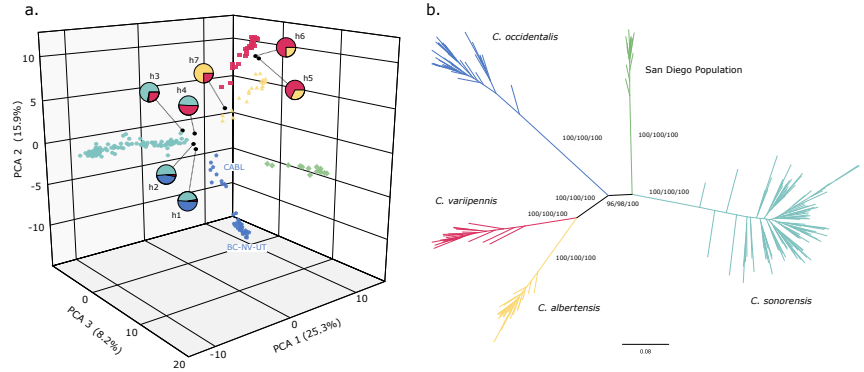 a.
b.
10
5
0
-5
-10
PCA 2 (15.9%)
h3
h4
h7
h6
h5
h2
h1
CABL
BC-NV-UT
0
10
20
PCA 3 (8.2%)
-10
0
10
PCA 1 (25.3%)
C. occidentalis
San Diego Population
100/100/100
100/100/100
100/100/100
100/100/100
96/98/100
C. variipennis
100/100/100
100/100/100
C. albertensis
C. sonorensis
0.08